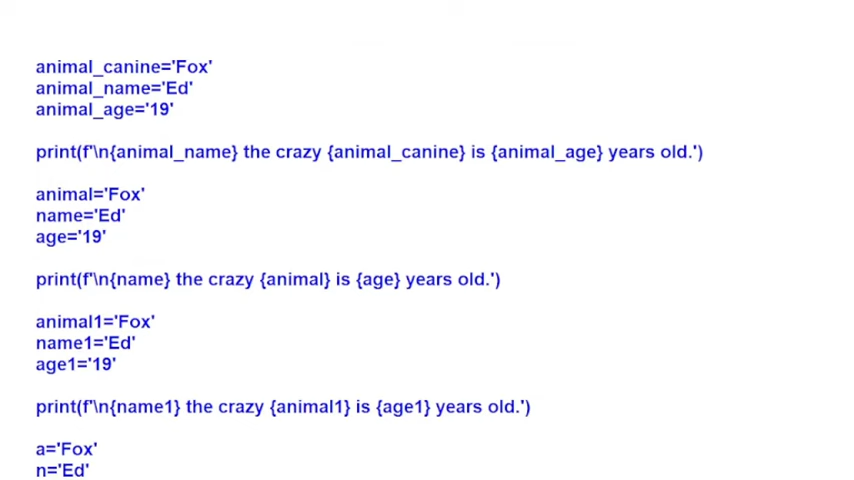 animal_canine='Fox'
animal_name='Ed'
animal_age='19'
print(f'\n{animal_name} the crazy {animal_canine} is {animal_age} years old.')
animal='Fox'
name='Ed'
age='19'
print(f'\n{name} the crazy {animal} is {age} years old.')
animal1='Fox'
name1='Ed'
age1='19'
print(f'\n{name1} the crazy {animal1} is {age1} years old.')
a='Fox'
n='Ed'